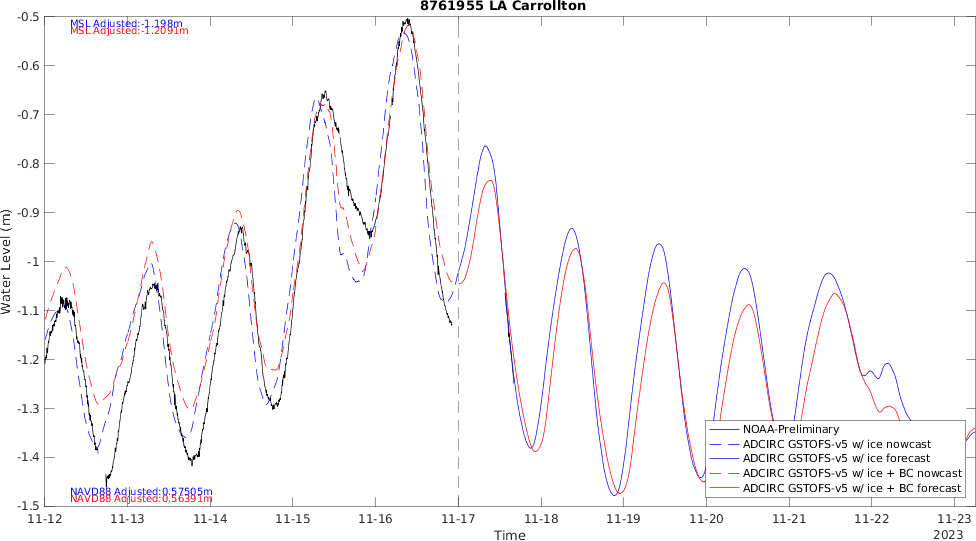 8761955 LA Carrollton
MSL Adjusted:-1.198m
MSL Adjusted:-1.2091m
-0.5
-0.6
-0.7
-0.8
-0.9
-1
-1.1
-1.2
-1.3
-1.4
-1.5
Water Level (m)
NOAA-Preliminary
ADCIRC GSTOFS-v5 w/ ice nowcast
ADCIRC GSTOFS-v5 w/ ice forecast
ADCIRC GSTOFS-v5 w/ ice + BC nowcast
ADCIRC GSTOFS-v5 w/ ice + BC forecast
NAVD88 Adjusted:0.57505m
NAVD88 Adjusted:0.56391m
11-12 11-13 11-14 11-15 11-16 11-17 11-18 11-19 11-20 11-21 11-22 11-23
2023
Time